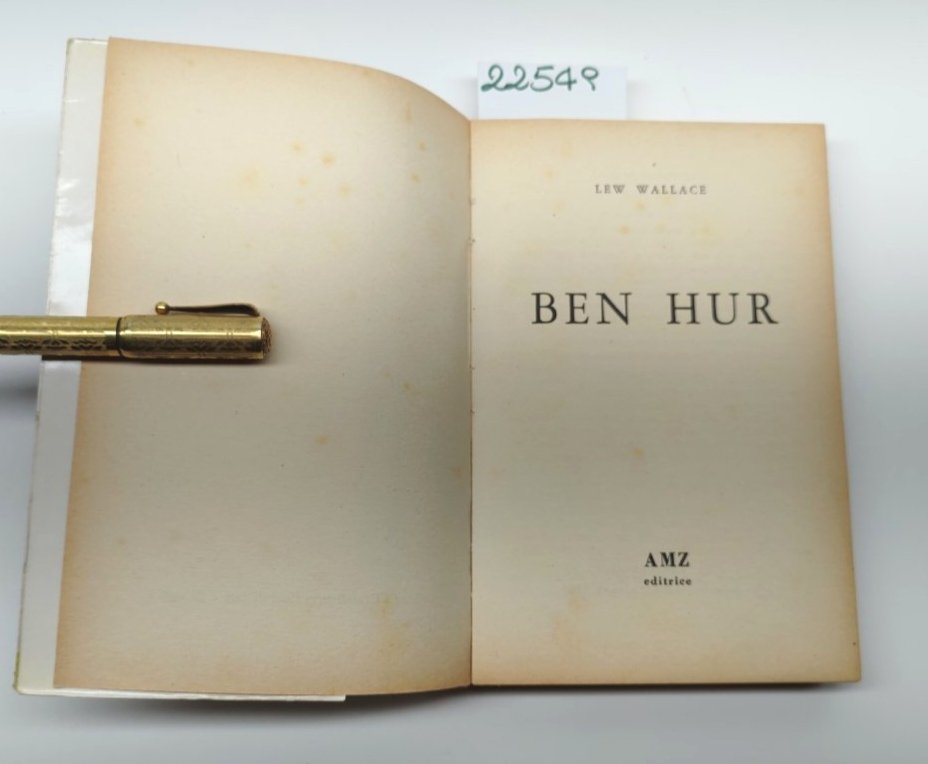 22549
LEW WALLACE
BEN HUR
AMZ
editrice